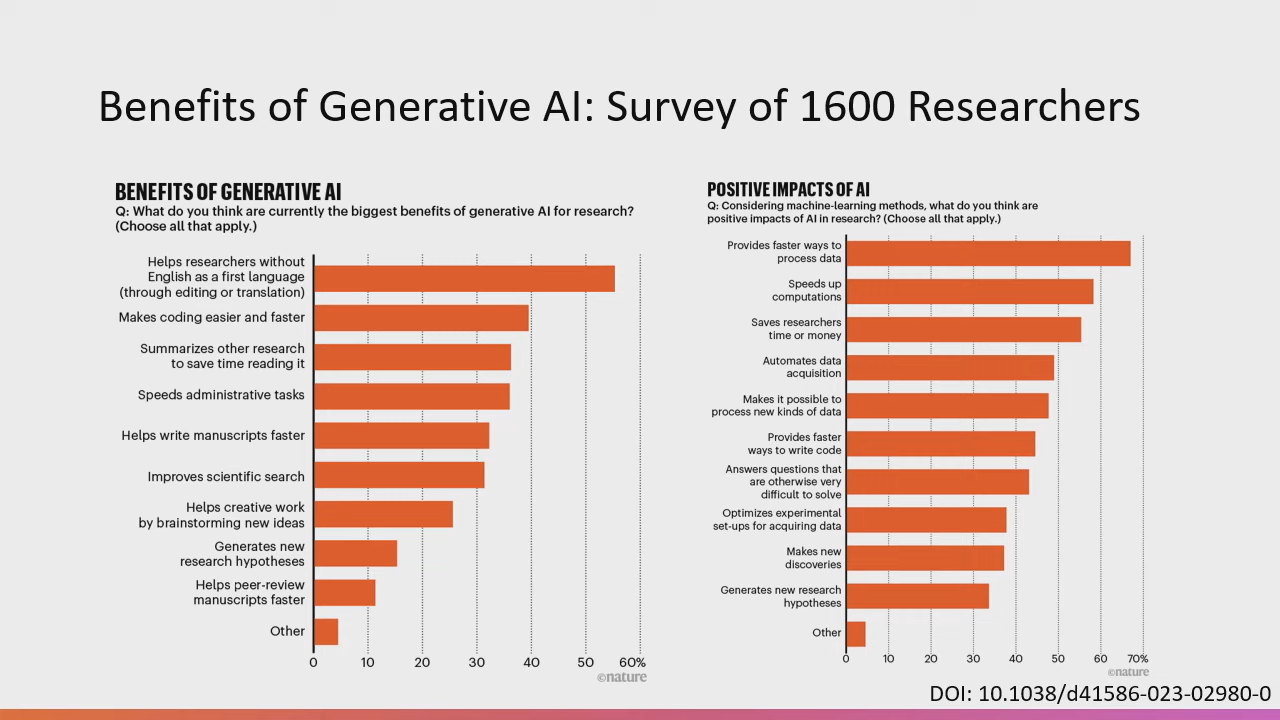 Benefits of Generative AI: Survey of 1600 Researchers
BENEFITS OF GENERATIVE AI
Q: What do you think are currently the biggest benefits of generative AI for research?
(Choose all that apply.)
Helps researchers without
English as a first language
(through editing or translation)
Makes coding easier and faster
Summarizes other research
to save time reading it
Speeds administrative tasks
Helps write manuscripts faster
Improves scientific search
Helps creative work
by brainstorming new ideas
Generates new
research hypotheses
Helps peer-review
manuscripts faster
Other
0 10 20 30 40 50 60%
©nature
POSITIVE IMPACTS OF AI
Q: Considering machine-learning methods, what do you think are
positive impacts of AI in research? (Choose all that apply.)
Provides faster ways to
process data
Speeds up
computations
Saves researchers
time or money
Automates data
acquisition
Makes it possible to
process new kinds of data
Provides faster
ways to write code
Answers questions that
are otherwise very
difficult to solve
Optimizes experimental
set-ups for acquiring data
Makes new
discoveries
Generates new research
hypotheses
Other
0 10 20 30 40 50 60 70%
©nature
DOI: 10.1038/d41586-023-02980-0